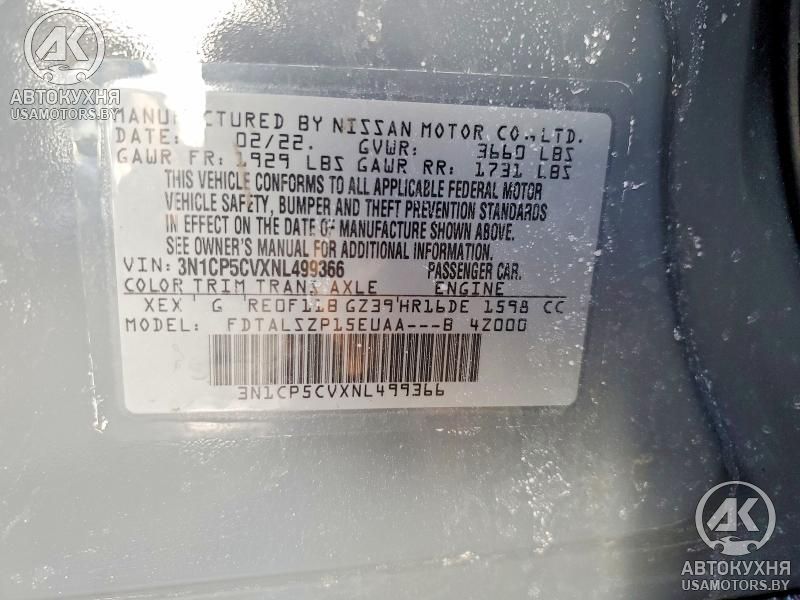 AK
АВТОКУХНЯ
USAMOTORS.BY
MANUFACTURED BY NISSAN MOTOR CO.,LTD.
DATE: 02/22. GVWR: 3660 LBS
GAWR FR: 1929 LBS GAWR RR: 1731 LBS
THIS VEHICLE CONFORMS TO ALL APPLICABLE FEDERAL MOTOR
VEHICLE SAFETY, BUMPER AND THEFT PREVENTION STANDARDS
IN EFFECT ON THE DATE OF MANUFACTURE SHOWN ABOVE.
SEE OWNER'S MANUAL FOR ADDITIONAL INFORMATION.
VIN: 3N1CP5CVXNL499366 PASSENGER CAR.
COLOR TRIM TRANS AXLE ENGINE
XEX G RE0F11B GZ39 HR16DE 1598 CC
MODEL: FDTALSZP15EUAA---B 4Z000
3N1CP5CVXNL499366
AK
АВТОКУХНЯ
USAMOTORS.BY